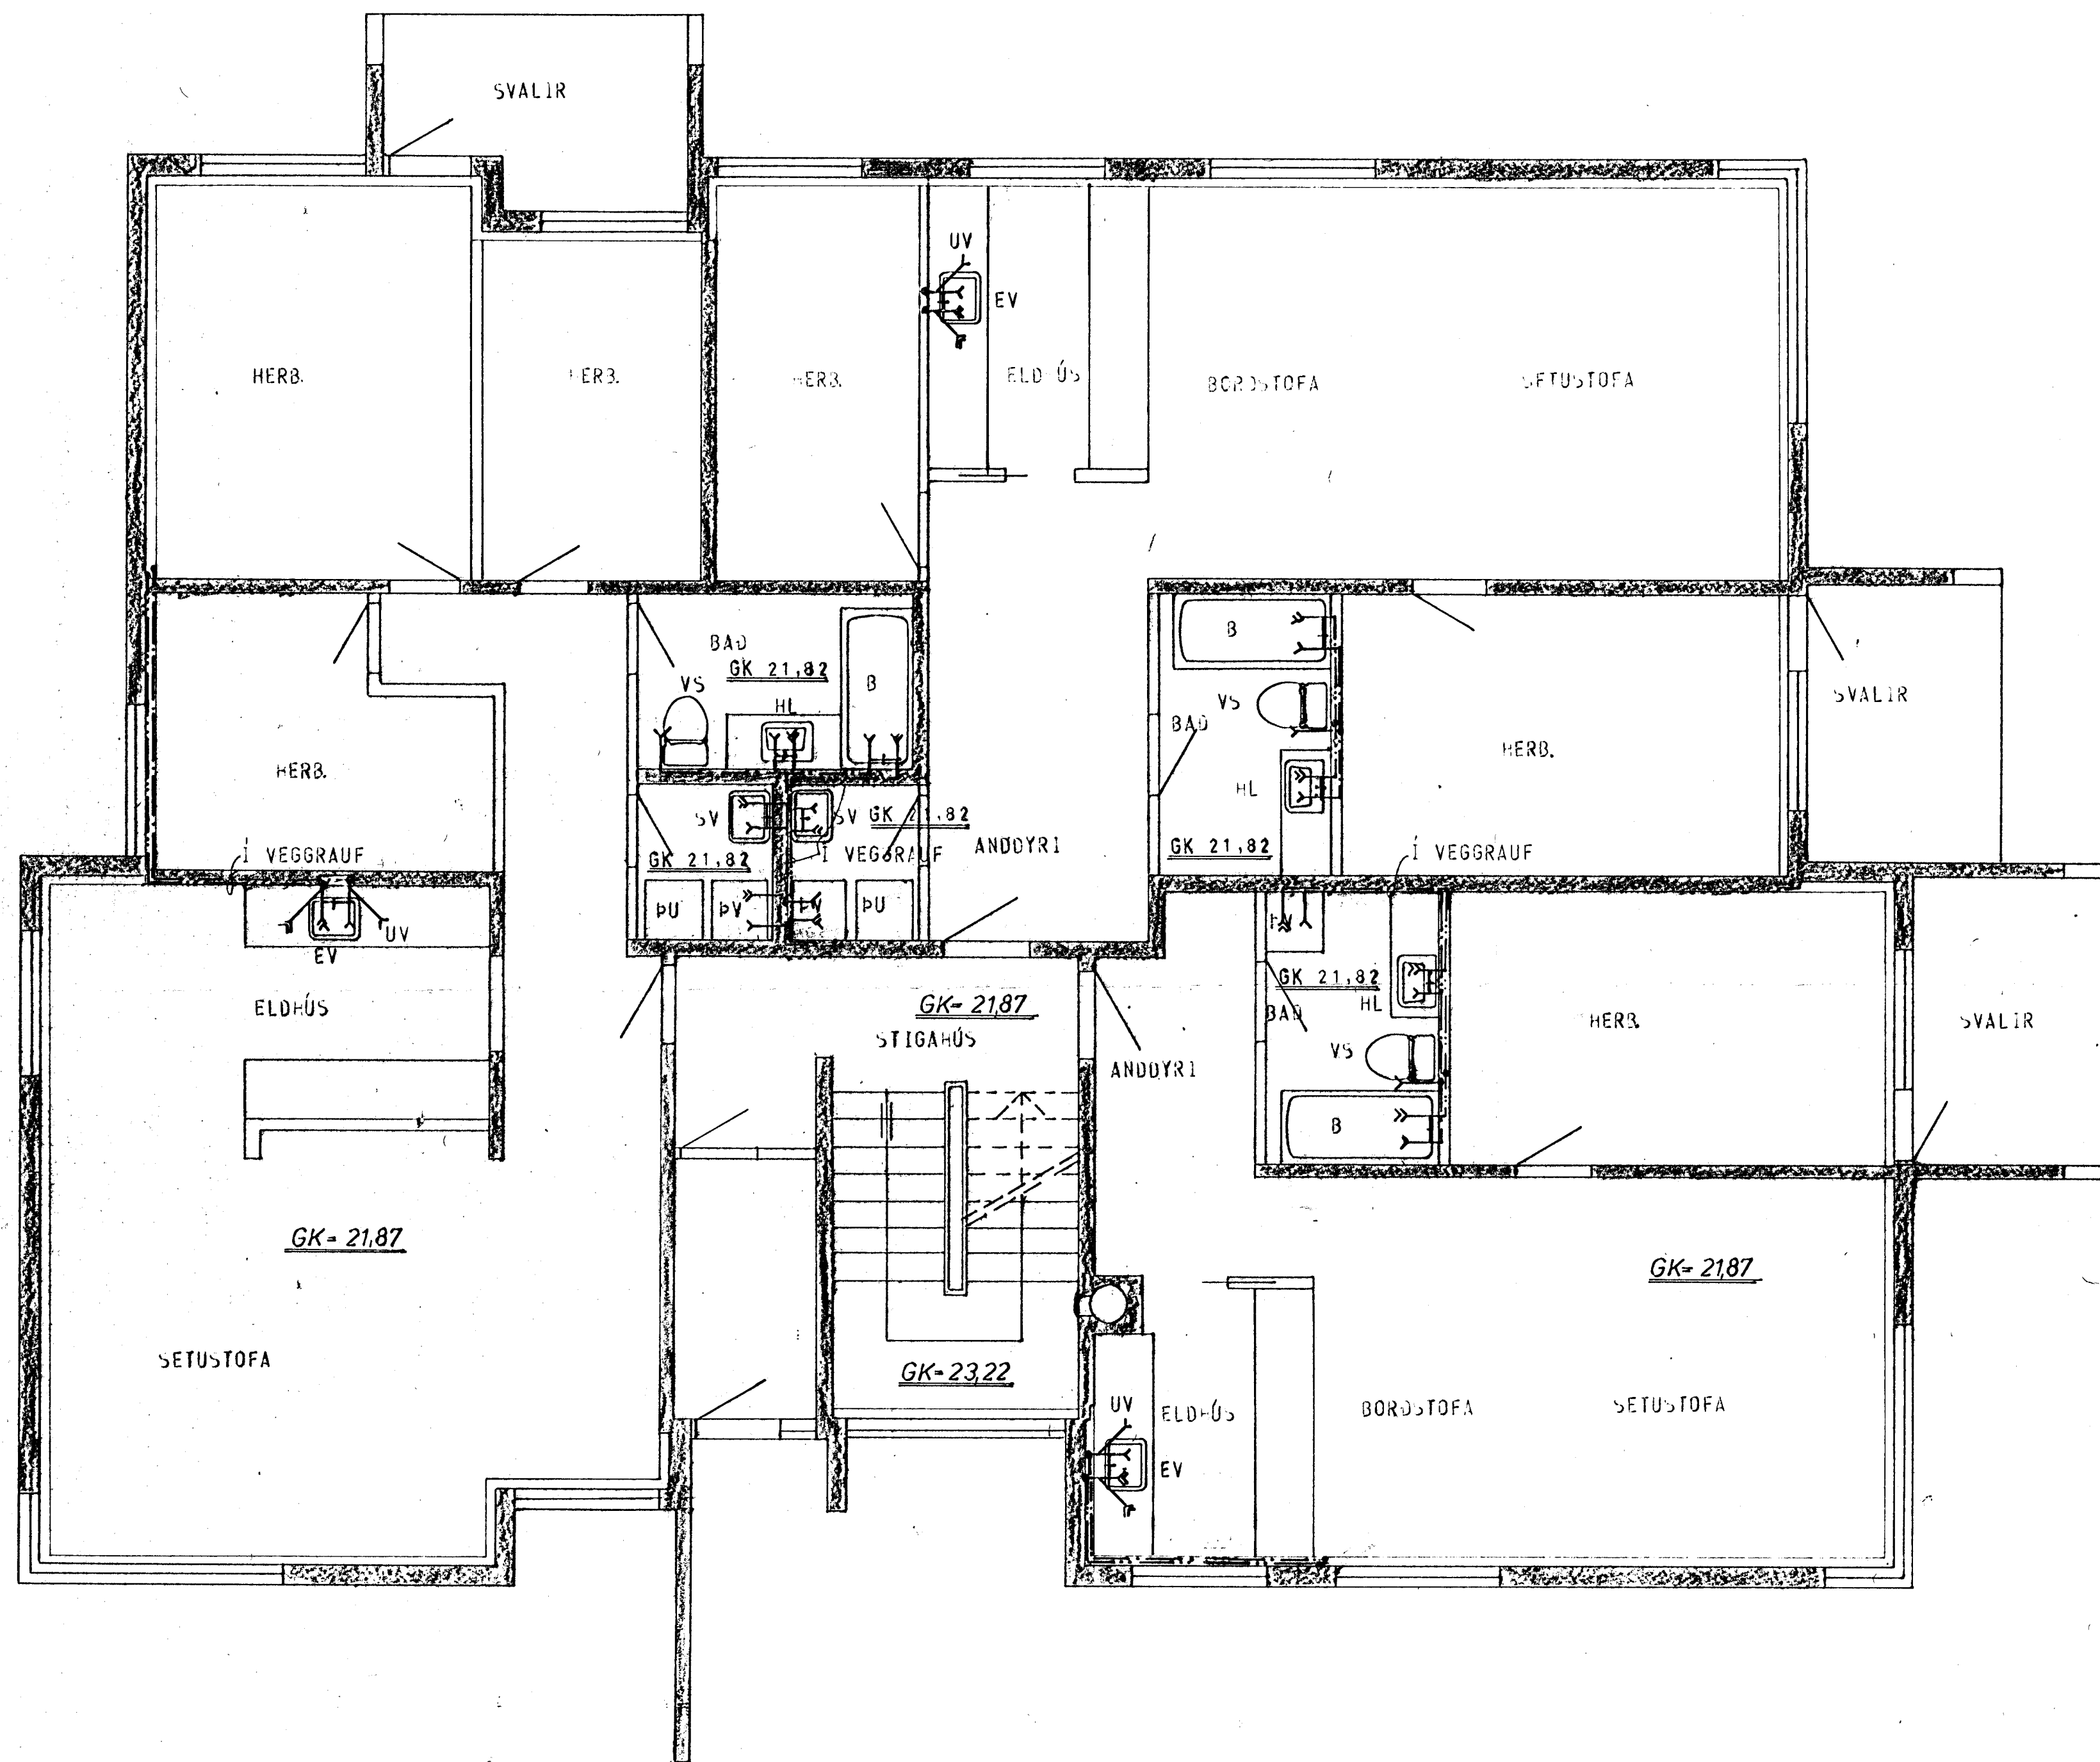 SVALIR
UV
EV
HERB.
HERB.
HERB.
ELDHÚS
BORÐSTOFA
SETUSTOFA
BAÐ
GK 21,82
VS
HL
B
B
VS
BAÐ
HL
GK 21,82
HERB.
SVALIR
HERB.
SV
SV
GK 21,82
GK 21,82
Í VEGGRAUF
ANDDYRI
ÞU
ÞV
ÞV
ÞU
Í VEGGRAUF
UV
EV
ELDHÚS
Í VEGGRAUF
ÞV
GK 21,82
HL
BAÐ
VS
B
HERB.
SVALIR
GK= 21,87
STIGAHÚS
ANDDYRI
GK= 21,87
GK= 21,87
SETUSTOFA
GK= 23,22
UV
ELDHÚS
EV
BORÐSTOFA
SETUSTOFA